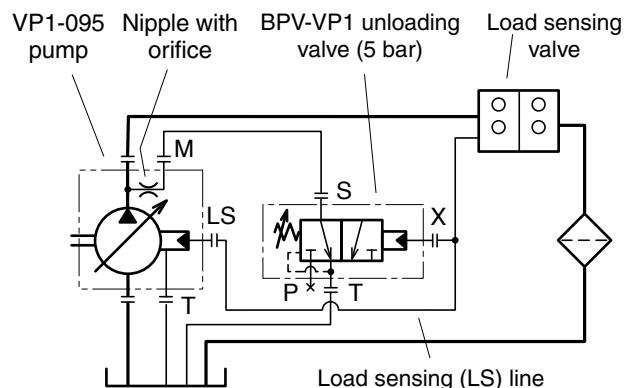 VP1-095
pump
Nipple with
orifice
BPV-VP1 unloading
valve (5 bar)
Load sensing
valve
M
S
LS
X
P
T
T
Load sensing (LS) line